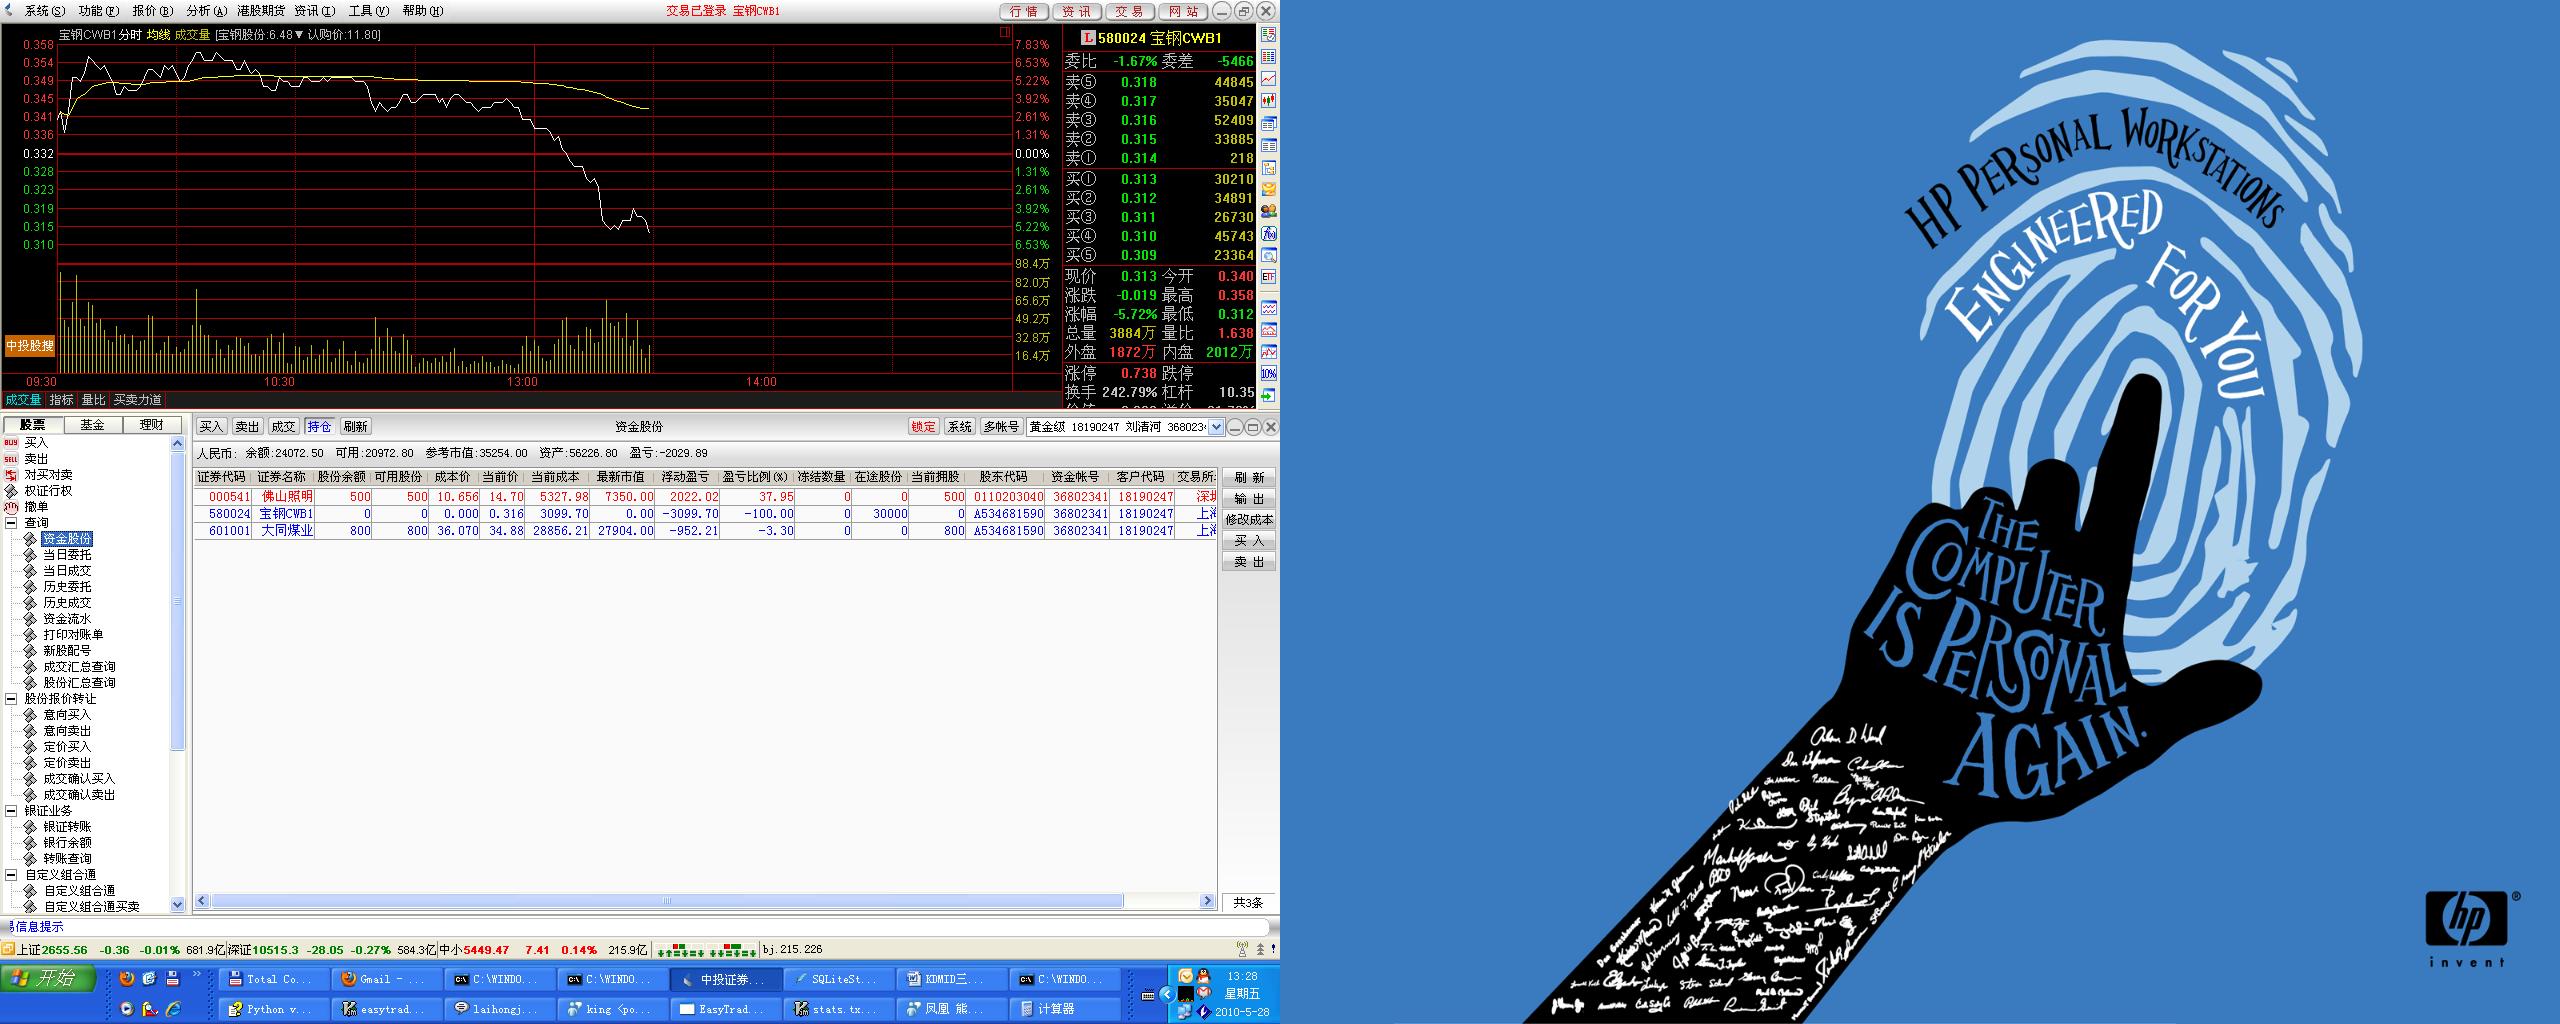 系统(S) 功能(F) 报价(B) 分析(A) 港股期货 资讯(I) 工具(V) 帮助(H) 交易已登录 宝钢CWB1 行情 资讯 交易 网站
宝钢CWB1分时 均线 成交量 [宝钢股份:6.48▼ 认购价:11.80]
0.358 7.83%
0.354 6.53%
0.349 5.22%
0.345 3.92%
0.341 2.61%
0.336 1.31%
0.332 0.00%
0.328 1.31%
0.323 2.61%
0.319 3.92%
0.315 5.22%
0.310 6.53%
98.4万
82.0万
65.6万
49.2万
32.8万
16.4万
中投股搜
09:30 10:30 13:00 14:00
成交量 指标 量比 买卖力道
L 580024 宝钢CWB1
委比 -1.67% 委差 -5466
卖⑤ 0.318 44845
卖④ 0.317 35047
卖③ 0.316 52409
卖② 0.315 33885
卖① 0.314 218
买① 0.313 30210
买② 0.312 34891
买③ 0.311 26730
买④ 0.310 45743
买⑤ 0.309 23364
现价 0.313 今开 0.340
涨跌 -0.019 最高 0.358
涨幅 -5.72% 最低 0.312
总量 3884万 量比 1.638
外盘 1872万 内盘 2012万
涨停 0.738 跌停
换手 242.79% 杠杆 10.35
ETF
10%
股票 基金 理财
买入
卖出
对买对卖
权证行权
撤单
查询
资金股份
当日委托
当日成交
历史委托
历史成交
资金流水
打印对账单
新股配号
成交汇总查询
股份汇总查询
股份报价转让
意向买入
意向卖出
定价买入
定价卖出
成交确认买入
成交确认卖出
银证业务
银证转账
银行余额
转账查询
自定义组合通
自定义组合通
自定义组合通买卖
买入 卖出 成交 持仓 刷新 资金股份 锁定 系统 多帐号 黄金级 18190247 刘清河 368023
人民币: 余额:24072.50 可用:20972.80 参考市值:35254.00 资产:56226.80 盈亏:-2029.89
证券代码 证券名称 股份余额 可用股份 成本价 当前价 当前成本 最新市值 浮动盈亏 盈亏比例(%) 冻结数量 在途股份 当前拥股 股东代码 资金帐号 客户代码 交易所
000541 佛山照明 500 500 10.656 14.70 5327.98 7350.00 2022.02 37.95 0 0 500 0110203040 36802341 18190247 深圳
580024 宝钢CWB1 0 0 0.000 0.316 3099.70 0.00 -3099.70 -100.00 0 30000 0 A534681590 36802341 18190247 上海
601001 大同煤业 800 800 36.070 34.88 28856.21 27904.00 -952.21 -3.30 0 0 800 A534681590 36802341 18190247 上海
刷新
输出
修改成本
买入
卖出
共3条
信息提示
上证2655.56 -0.36 -0.01% 681.9亿 深证10515.3 -28.05 -0.27% 584.3亿 中小5449.47 7.41 0.14% 215.9亿 bj.215.226
开始 Total Co... Gmail - ... C:\WINDO... C:\WINDO... 中投证券... SQLiteSt... KDMID三... C:\WINDO...
Python v... easytrad... laihongj... king <po... EasyTrad... stats.tx... 凤凰 熊... 计算器
13:28
星期五
2010-5-28
HP PERSONAL WORKSTATIONS
ENGINEERED FOR YOU
THE
COMPUTER
IS PERSONAL
AGAIN.
hp ®
invent